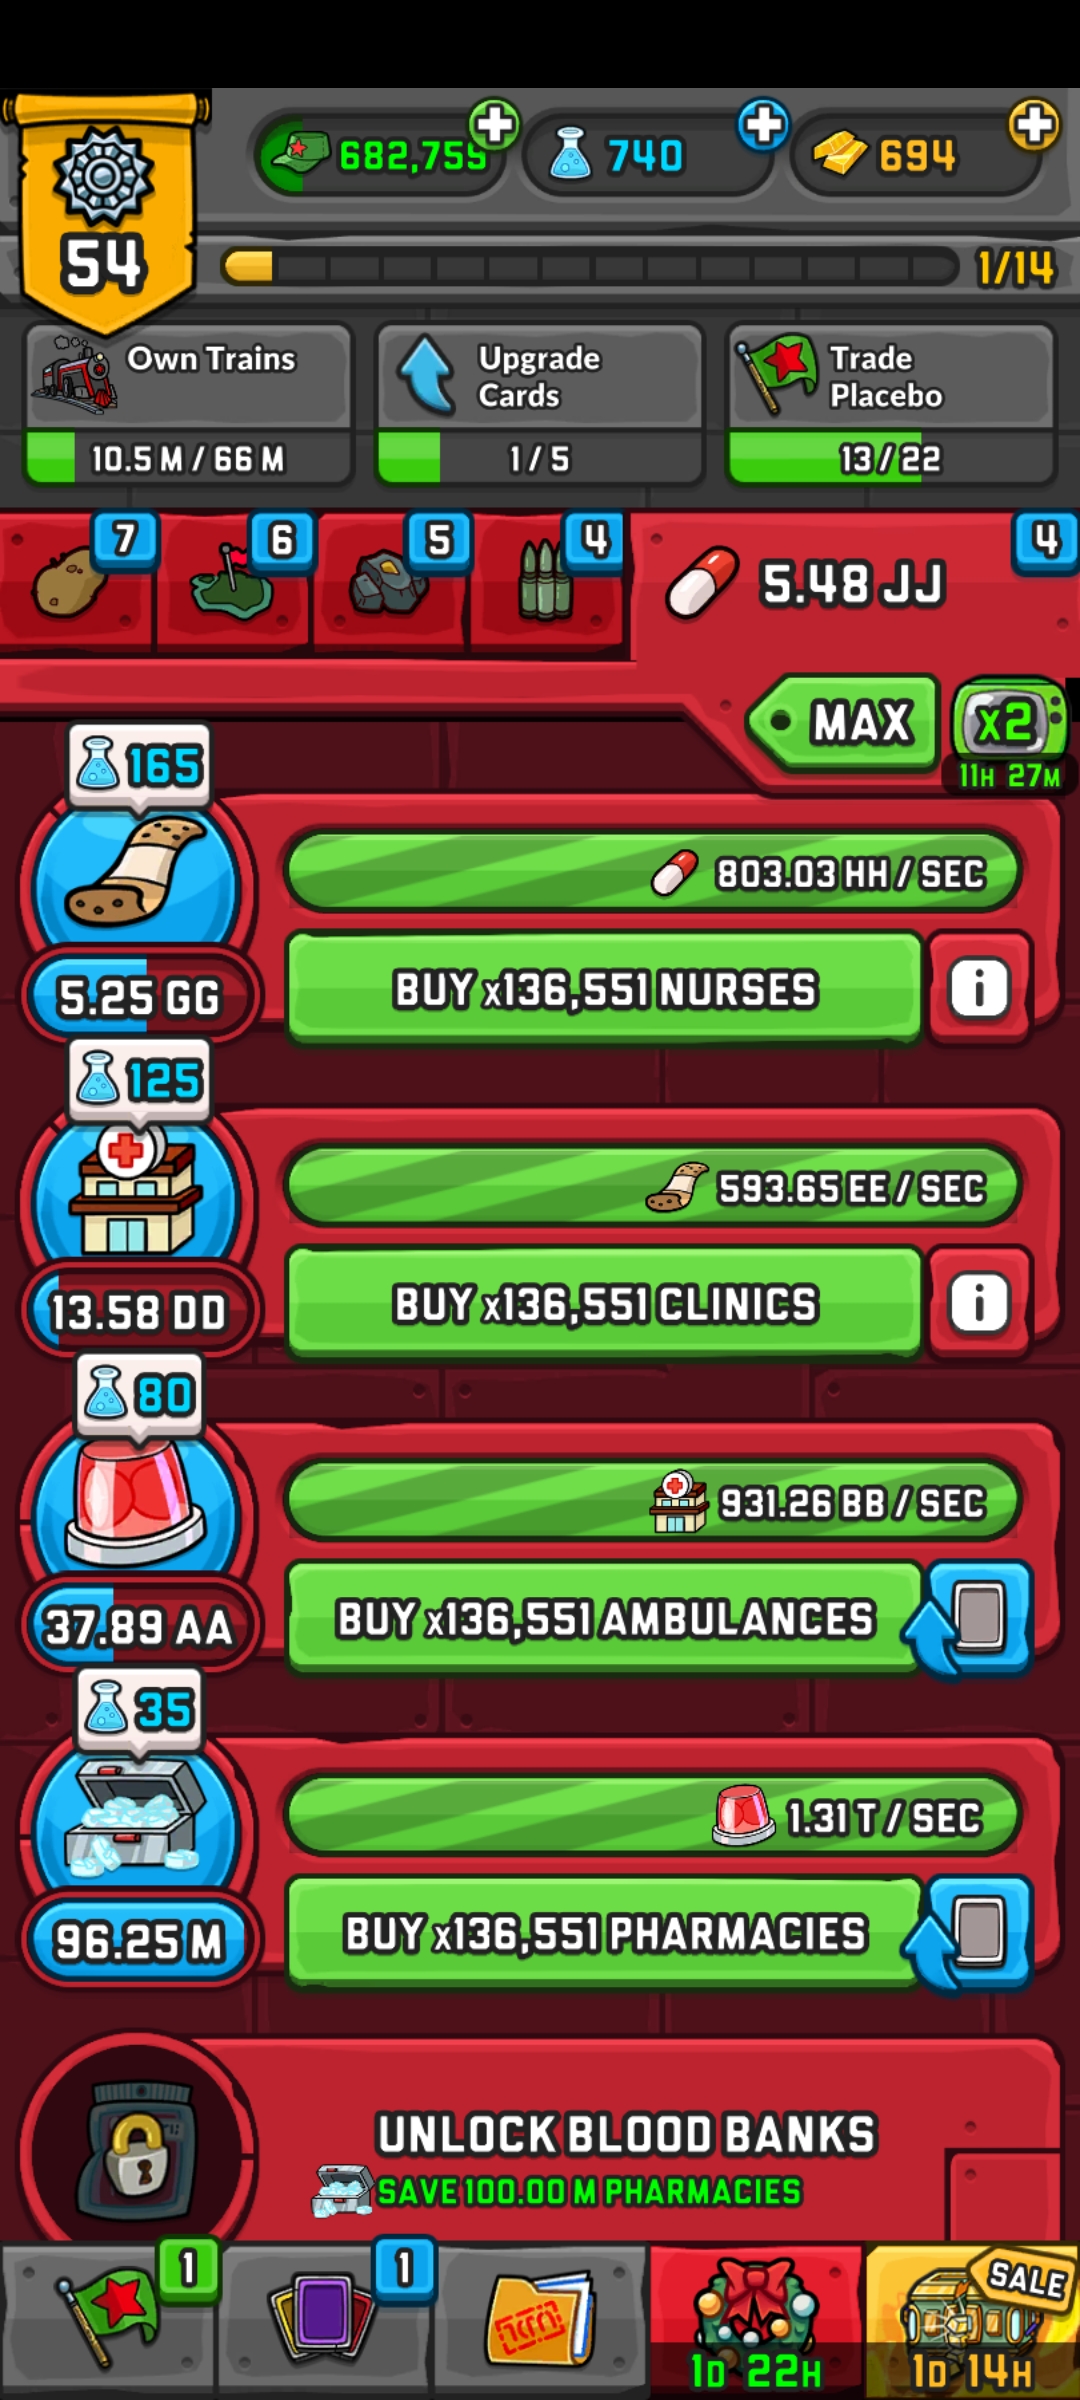 682,759
740
694
54
1/14
Own Trains
10.5 M / 66 M
Upgrade
Cards
1 / 5
Trade
Placebo
13 / 22
7
6
5
4
5.48 JJ
4
MAX
x2
11H 27M
165
803.03 HH / SEC
5.25 GG
BUY x136,551 NURSES
i
125
593.65 EE / SEC
13.58 DD
BUY x136,551 CLINICS
i
80
931.26 BB / SEC
37.89 AA
BUY x136,551 AMBULANCES
35
1.31 T / SEC
96.25 M
BUY x136,551 PHARMACIES
UNLOCK BLOOD BANKS
SAVE 100.00 M PHARMACIES
1
1
1D 22H
SALE
1D 14H